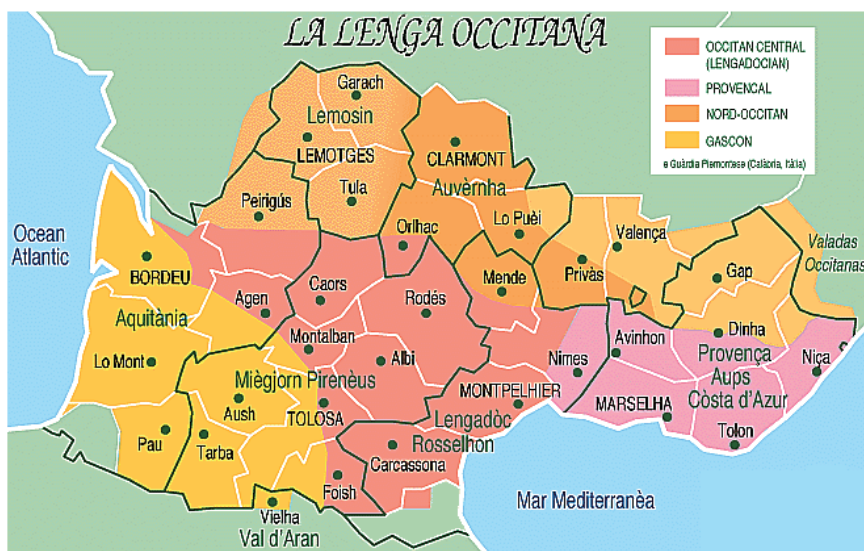 LA LENGA OCCITANA
OCCITAN CENTRAL
(LENGADOCIAN)
PROVENCAL
NORD-OCCITAN
GASCON
e Guàrdia Piemontese (Calàbria, Itàlia)
Garach
Lemosin
LEMOTGES
CLARMONT
Peirigús
Tula
Auvèrnha
Lo Puèi
Orlhac
Valença
Valadas
Occitanas
Ocean
Atlantic
BORDEU
Mende
Privàs
Gap
Caors
Rodés
Agen
Aquitània
Montalban
Avinhon
Dinha
Lo Mont
Albi
Nimes
Provença
Niça
Miègjorn Pirenèus
Aups
Aush
TOLOSA
MONTPELHIER
MARSELHA
Còsta d'Azur
Lengadòc
Pau
Tarba
Rosselhon
Tolon
Carcassona
Foish
Mar Mediterranèa
Vielha
Val d'Aran